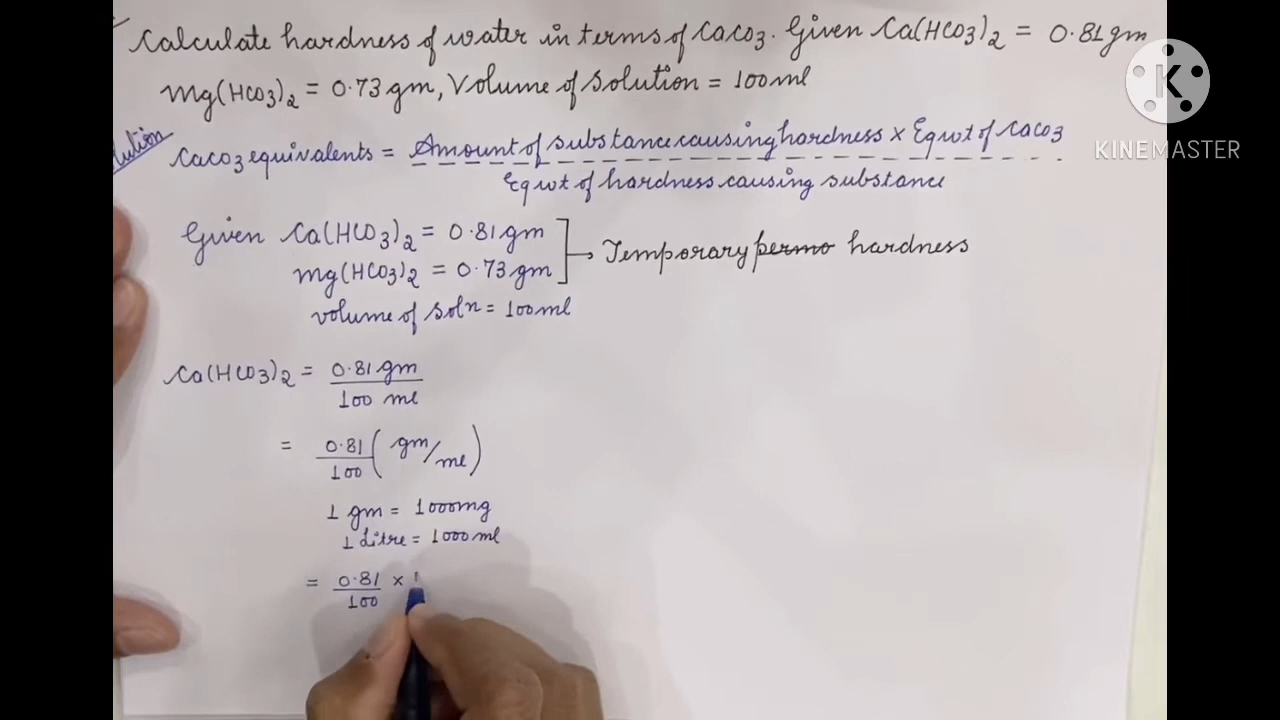 Calculate hardness of water in terms of CaCO3. Given Ca(HCO3)2 = 0.81 gm
Mg(HCO3)2 = 0.73 gm, Volume of solution = 100 ml
lution
CaCO3 equivalents = Amount of substance causing hardness × Eqwt of CaCO3
Eqwt of hardness causing substance
Given Ca(HCO3)2 = 0.81 gm
Mg(HCO3)2 = 0.73 gm
→ Temporary permo hardness
volume of soln = 100 ml
Ca(HCO3)2 = 0.81 gm
100 ml
= 0.81 ( gm/ml )
100
1 gm = 1000 mg
1 Litre = 1000 ml
= 0.81 ×
100
K
KINEMASTER